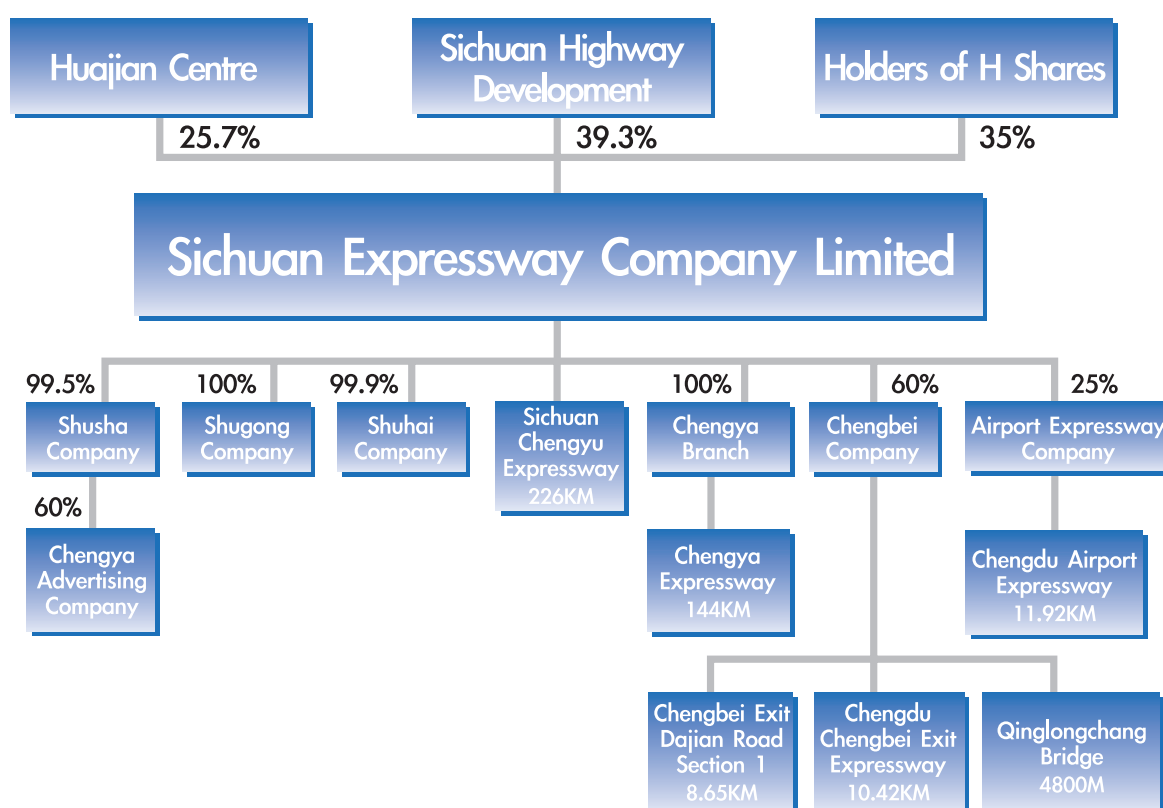 Huajian Centre
Sichuan Highway
Development
Holders of H Shares
25.7%
39.3%
35%
Sichuan Expressway Company Limited
99.5%
100%
99.9%
100%
60%
25%
Shusha
Company
Shugong
Company
Shuhai
Company
Sichuan
Chengyu
Expressway
226KM
Chengya
Branch
Chengbei
Company
Airport Expressway
Company
60%
Chengya
Advertising
Company
Chengya
Expressway
144KM
Chengdu Airport
Expressway
11.92KM
Chengbei Exit
Dajian Road
Section 1
8.65KM
Chengdu
Chengbei Exit
Expressway
10.42KM
Qinglongchang
Bridge
4800M